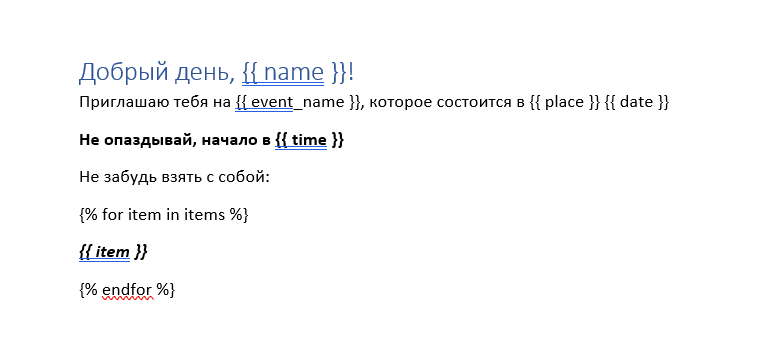 Добрый день, {{ name }}!
Приглашаю тебя на {{ event_name }}, которое состоится в {{ place }} {{ date }}
Не опаздывай, начало в {{ time }}
Не забудь взять с собой:
{% for item in items %}
{{ item }}
{% endfor %}